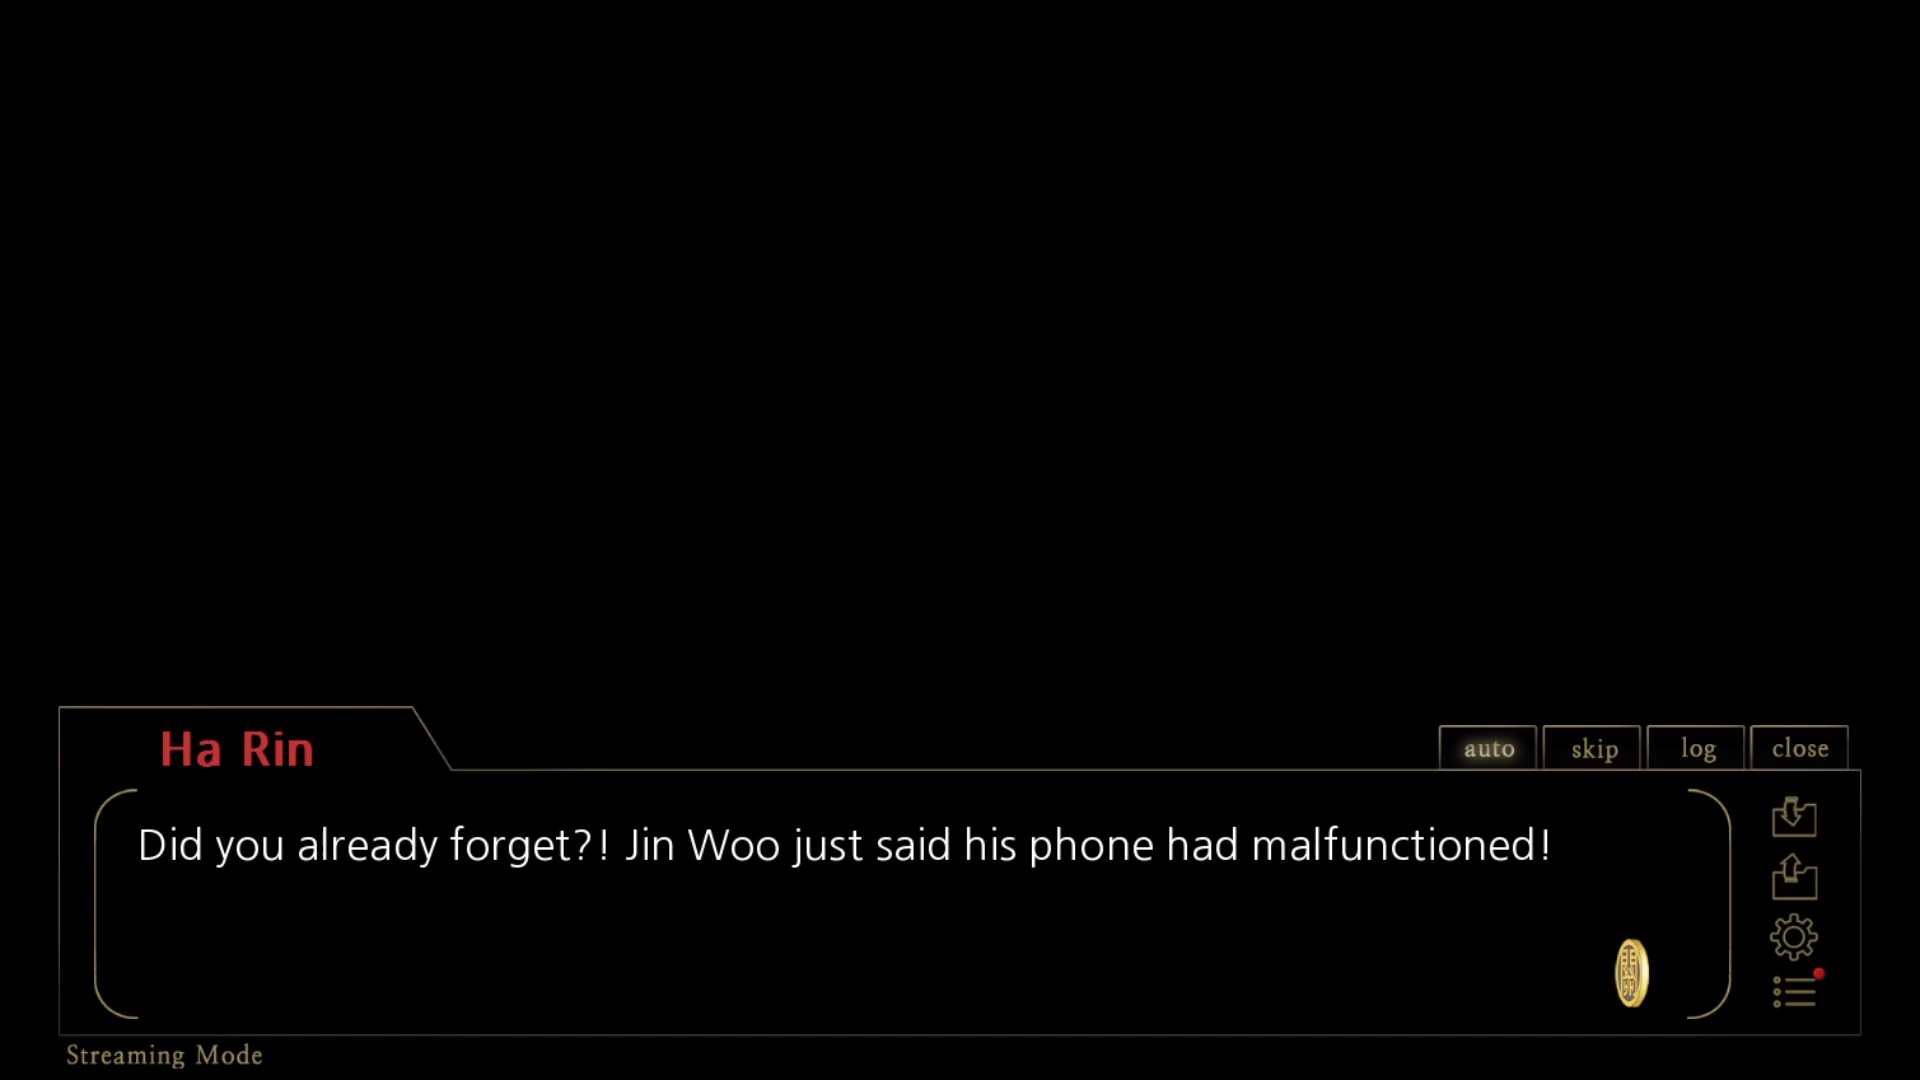 Ha Rin
auto skip log close
Did you already forget?! Jin Woo just said his phone had malfunctioned!
Streaming Mode